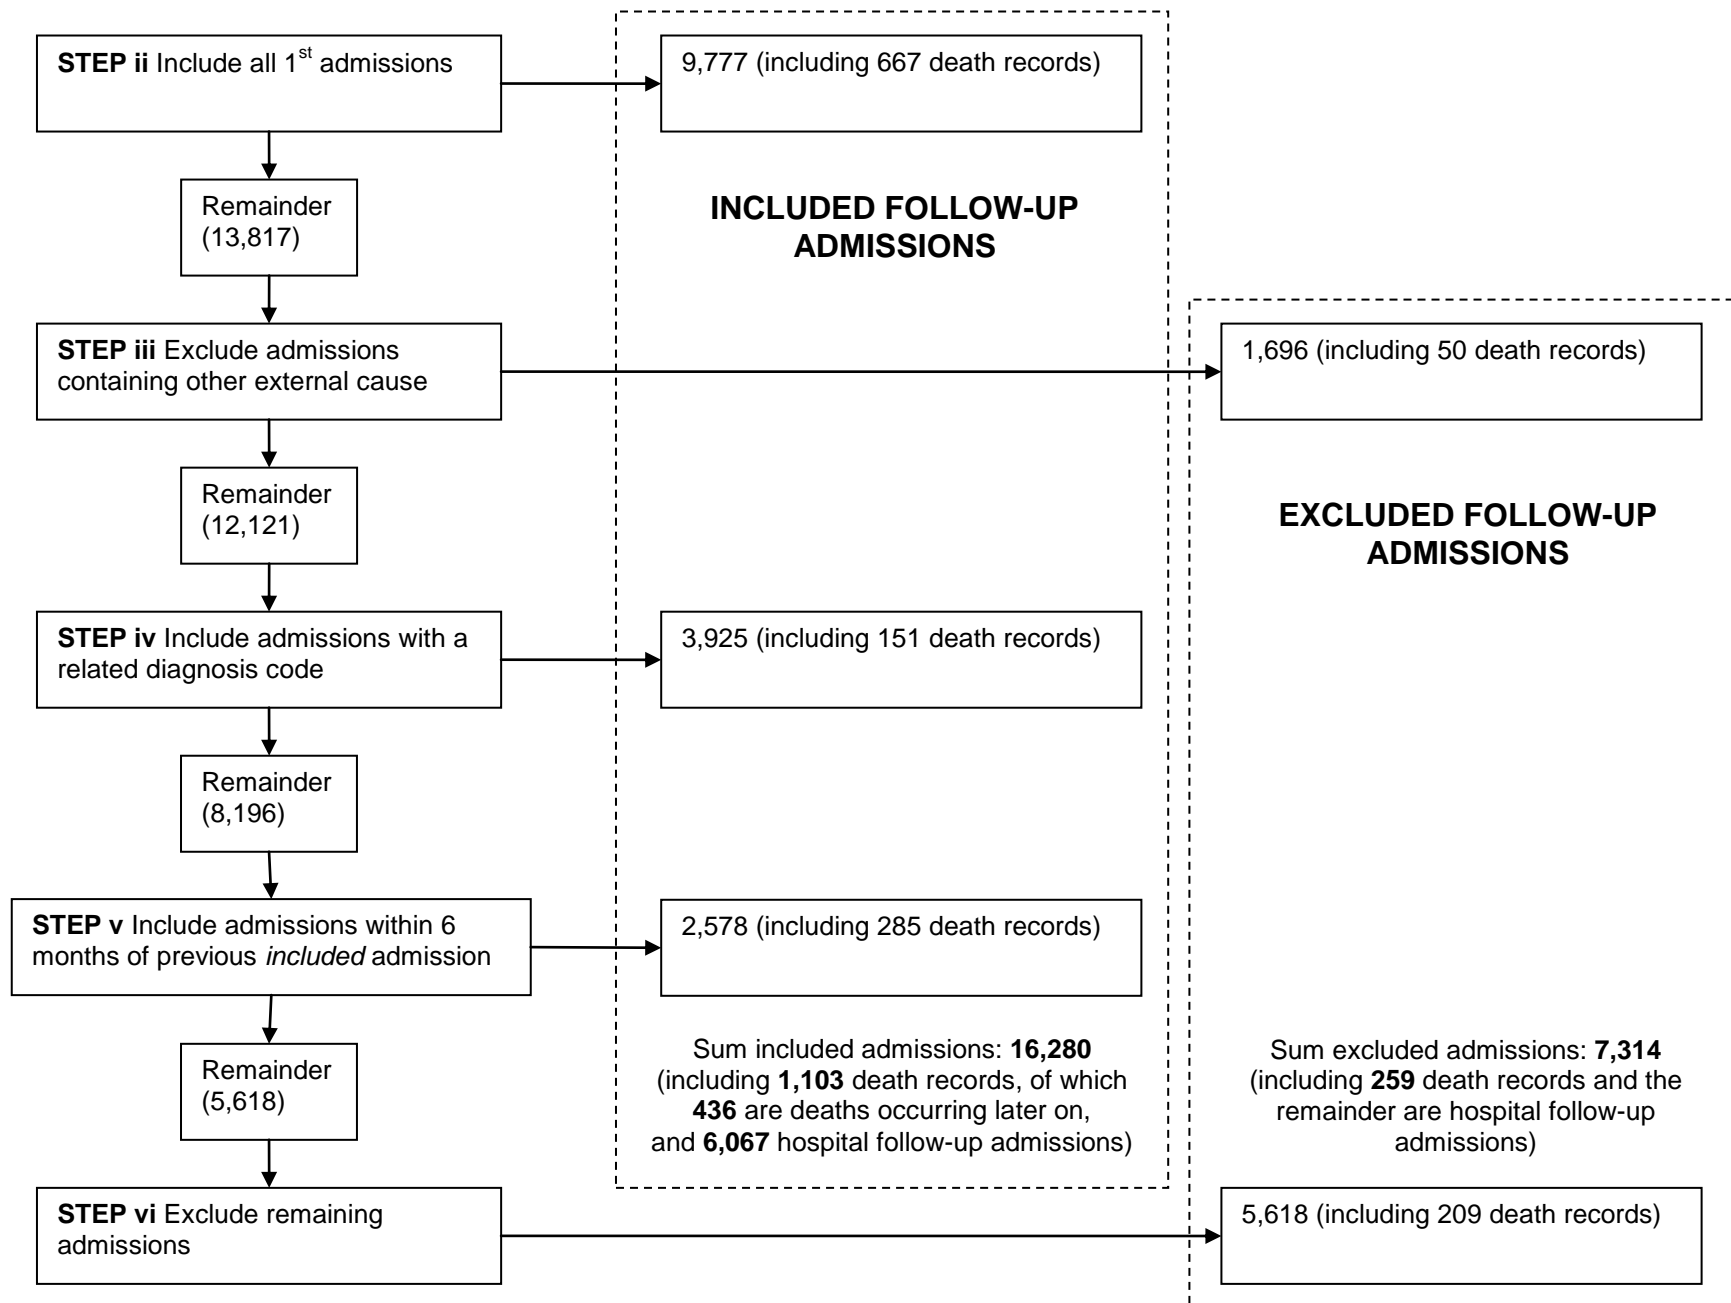 STEP ii Include all 1st admissions
9,777 (including 667 death records)
Remainder
(13,817)
INCLUDED FOLLOW-UP
ADMISSIONS
STEP iii Exclude admissions
containing other external cause
1,696 (including 50 death records)
Remainder
(12,121)
EXCLUDED FOLLOW-UP
ADMISSIONS
STEP iv Include admissions with a
related diagnosis code
3,925 (including 151 death records)
Remainder
(8,196)
STEP v Include admissions within 6
months of previous included admission
2,578 (including 285 death records)
Remainder
(5,618)
Sum included admissions: 16,280
(including 1,103 death records, of which
436 are deaths occurring later on,
and 6,067 hospital follow-up admissions)
Sum excluded admissions: 7,314
(including 259 death records and the
remainder are hospital follow-up
admissions)
STEP vi Exclude remaining
admissions
5,618 (including 209 death records)